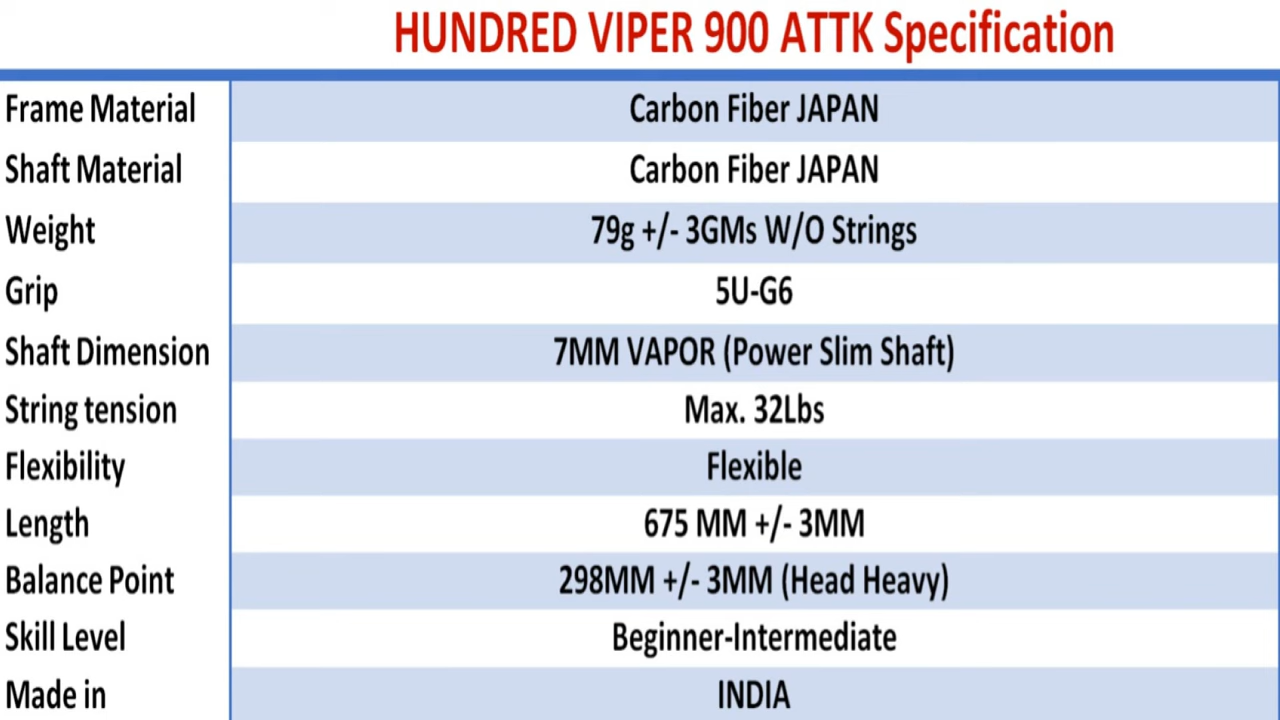 HUNDRED VIPER 900 ATTK Specification
Frame Material Carbon Fiber JAPAN
Shaft Material Carbon Fiber JAPAN
Weight 79g +/- 3GMs W/O Strings
Grip 5U-G6
Shaft Dimension 7MM VAPOR (Power Slim Shaft)
String tension Max. 32Lbs
Flexibility Flexible
Length 675 MM +/- 3MM
Balance Point 298MM +/- 3MM (Head Heavy)
Skill Level Beginner-Intermediate
Made in INDIA